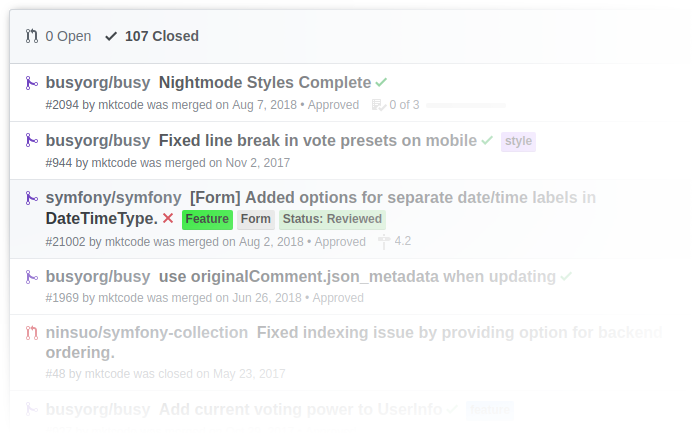 0 Open 107 Closed
busyorg/busy Nightmode Styles Complete
#2094 by mktcode was merged on Aug 7, 2018 • Approved 0 of 3
busyorg/busy Fixed line break in vote presets on mobile style
#944 by mktcode was merged on Nov 2, 2017
symfony/symfony [Form] Added options for separate date/time labels in
DateTimeType. Feature Form Status: Reviewed
#21002 by mktcode was merged on Aug 2, 2018 • Approved 4.2
busyorg/busy use originalComment.json_metadata when updating
#1969 by mktcode was merged on Jun 26, 2018 • Approved
ninsuo/symfony-collection Fixed indexing issue by providing option for backend
ordering.
#48 by mktcode was closed on May 23, 2017
busyorg/busy Add current voting power to UserInfo feature